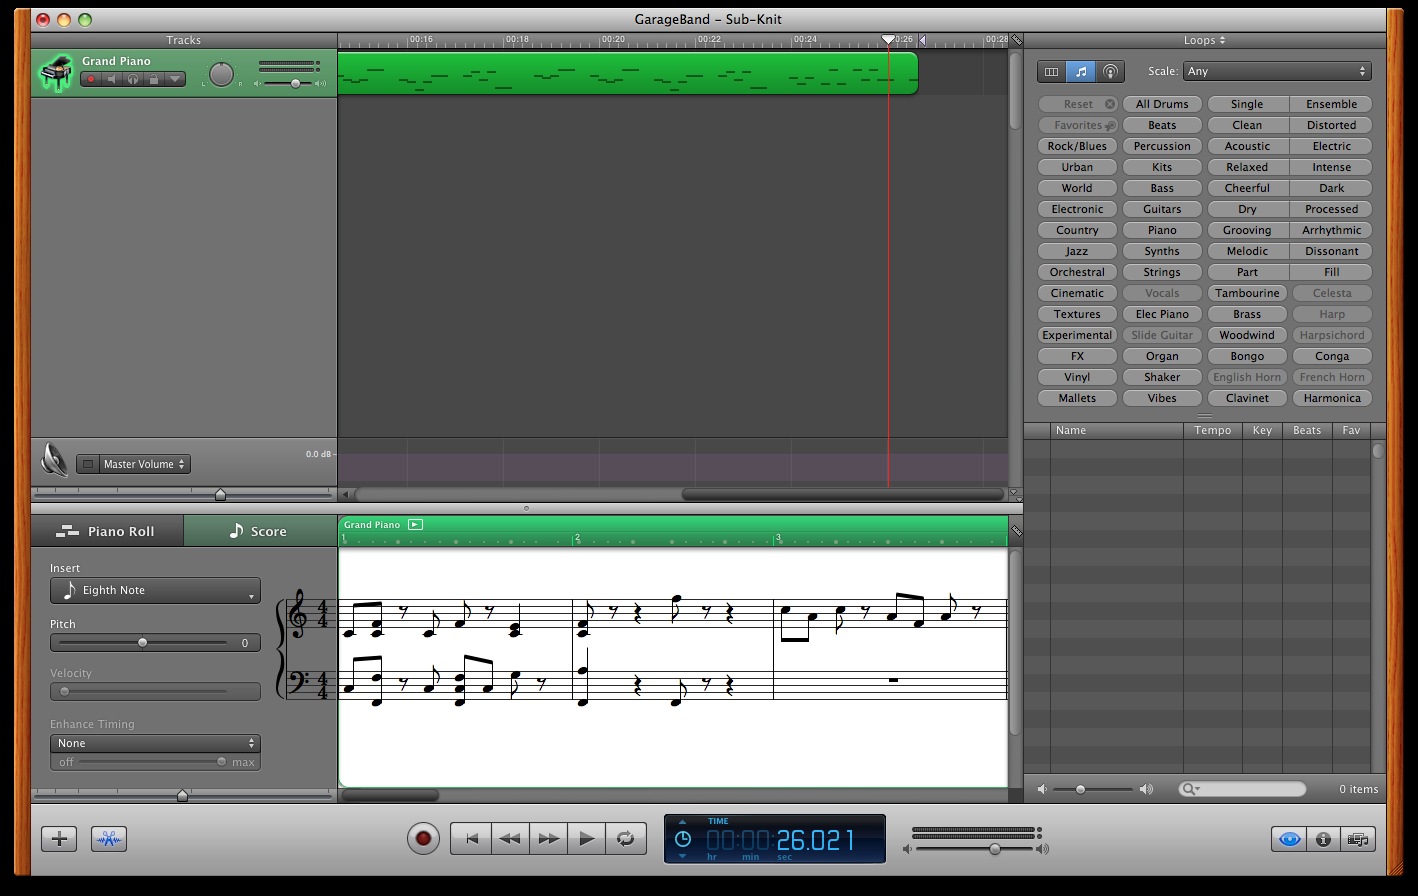 GarageBand – Sub-Knit
Tracks
00:16 00:18 00:20 00:22 00:24 00:26 00:28
Loops
Grand Piano
L R
Scale: Any
Reset All Drums Single Ensemble
Favorites Beats Clean Distorted
Rock/Blues Percussion Acoustic Electric
Urban Kits Relaxed Intense
World Bass Cheerful Dark
Electronic Guitars Dry Processed
Country Piano Grooving Arrhythmic
Jazz Synths Melodic Dissonant
Orchestral Strings Part Fill
Cinematic Vocals Tambourine Celesta
Textures Elec Piano Brass Harp
Experimental Slide Guitar Woodwind Harpsichord
FX Organ Bongo Conga
Vinyl Shaker English Horn French Horn
Mallets Vibes Clavinet Harmonica
Name Tempo Key Beats Fav
0.0 dB
Master Volume
Piano Roll Score
Grand Piano
1 2 3
Insert
Eighth Note
Pitch
0
Velocity
Enhance Timing
None
off max
4
4
4
4
0 items
TIME
00:00:26.021
hr min sec